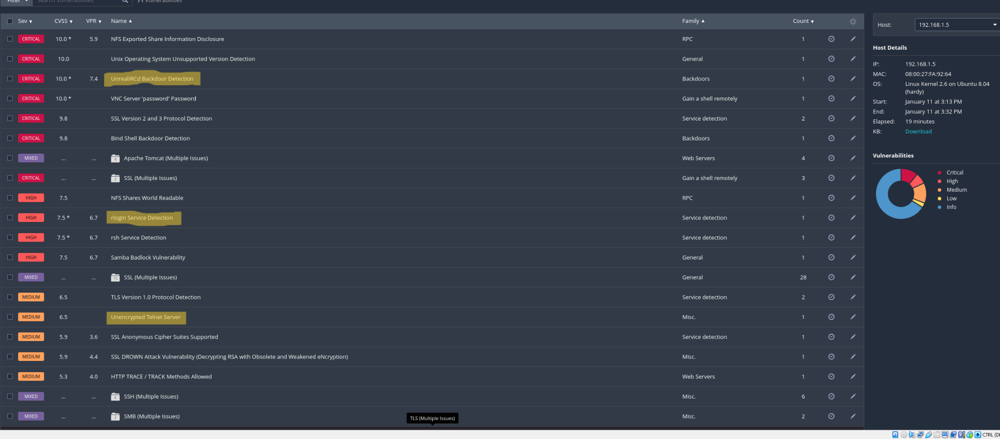 Filter Search Vulnerabilities 71 Vulnerabilities
Sev CVSS VPR Name Family Count
CRITICAL 10.0 * 5.9 NFS Exported Share Information Disclosure RPC 1
CRITICAL 10.0 Unix Operating System Unsupported Version Detection General 1
CRITICAL 10.0 * 7.4 UnrealIRCd Backdoor Detection Backdoors 1
CRITICAL 10.0 * VNC Server 'password' Password Gain a shell remotely 1
CRITICAL 9.8 SSL Version 2 and 3 Protocol Detection Service detection 2
CRITICAL 9.8 Bind Shell Backdoor Detection Backdoors 1
MIXED ... ... 4 Apache Tomcat (Multiple Issues) Web Servers 4
CRITICAL ... ... 2 SSL (Multiple Issues) Gain a shell remotely 3
HIGH 7.5 NFS Shares World Readable RPC 1
HIGH 7.5 * 6.7 rlogin Service Detection Service detection 1
HIGH 7.5 * 6.7 rsh Service Detection Service detection 1
HIGH 7.5 6.7 Samba Badlock Vulnerability General 1
MIXED ... ... 15 SSL (Multiple Issues) General 28
MEDIUM 6.5 TLS Version 1.0 Protocol Detection Service detection 2
MEDIUM 6.5 Unencrypted Telnet Server Misc. 1
MEDIUM 5.9 3.6 SSL Anonymous Cipher Suites Supported Service detection 1
MEDIUM 5.9 4.4 SSL DROWN Attack Vulnerability (Decrypting RSA with Obsolete and Weakened eNcryption) Misc. 1
MEDIUM 5.3 4.0 HTTP TRACE / TRACK Methods Allowed Web Servers 1
MIXED ... ... 6 SSH (Multiple Issues) Misc. 6
MIXED ... ... 2 SMB (Multiple Issues) Misc. 2
TLS (Multiple Issues)
Host: 192.168.1.5
Host Details
IP: 192.168.1.5
MAC: 08:00:27:FA:92:64
OS: Linux Kernel 2.6 on Ubuntu 8.04
(hardy)
Start: January 11 at 3:13 PM
End: January 11 at 3:32 PM
Elapsed: 19 minutes
KB: Download
Vulnerabilities
Critical
High
Medium
Low
Info
CTRL